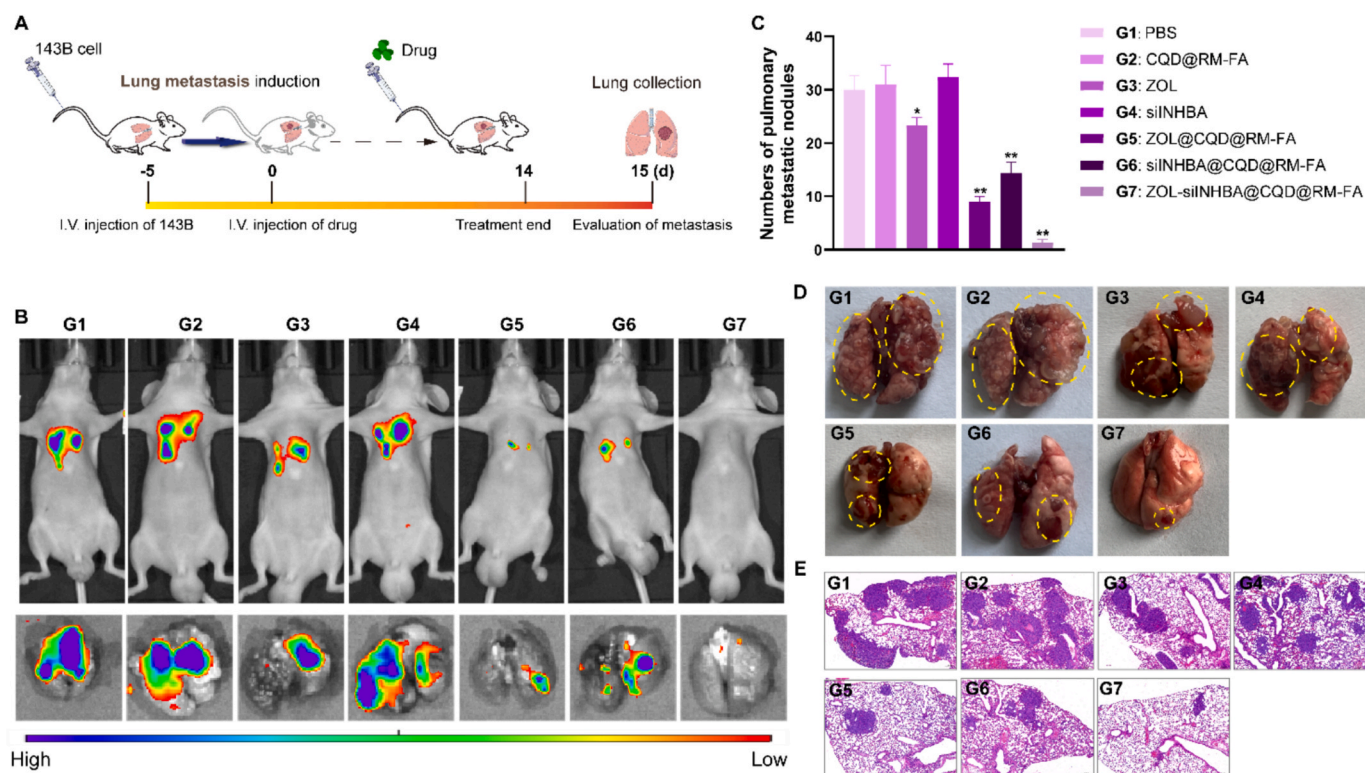 A
143B cell
Drug
Lung metastasis induction
Lung collection
-5
0
14
15 (d)
I.V. injection of 143B
I.V. injection of drug
Treatment end
Evaluation of metastasis
B
G1
G2
G3
G4
G5
G6
G7
High
Low
C
Numbers of pulmonary
metastatic nodules
40
30
20
10
0
*
**
**
**
G1: PBS
G2: CQD@RM-FA
G3: ZOL
G4: siINHBA
G5: ZOL@CQD@RM-FA
G6: siINHBA@CQD@RM-FA
G7: ZOL-siINHBA@CQD@RM-FA
D
G1
G2
G3
G4
G5
G6
G7
E
G1
G2
G3
G4
G5
G6
G7